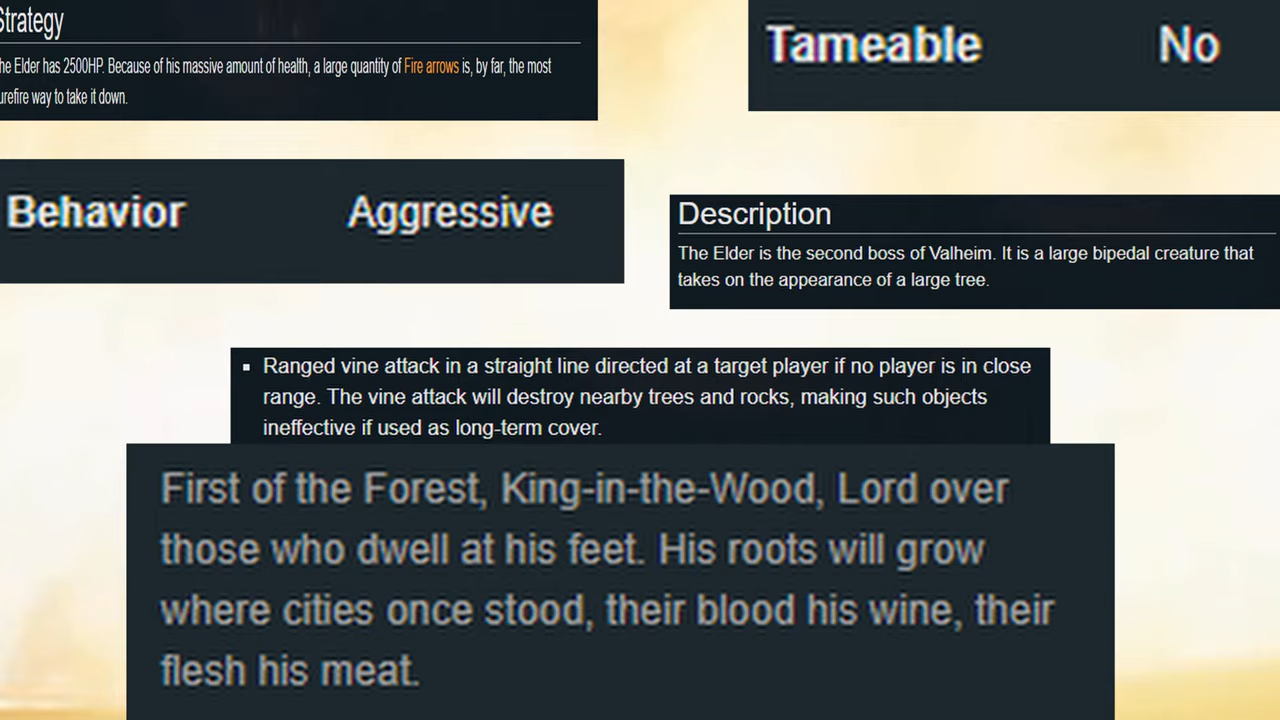 Strategy
he Elder has 2500HP. Because of his massive amount of health, a large quantity of Fire arrows is, by far, the most
urefire way to take it down.
Tameable No
Behavior Aggressive
Description
The Elder is the second boss of Valheim. It is a large bipedal creature that
takes on the appearance of a large tree.
▪ Ranged vine attack in a straight line directed at a target player if no player is in close
range. The vine attack will destroy nearby trees and rocks, making such objects
ineffective if used as long-term cover.
First of the Forest, King-in-the-Wood, Lord over
those who dwell at his feet. His roots will grow
where cities once stood, their blood his wine, their
flesh his meat.